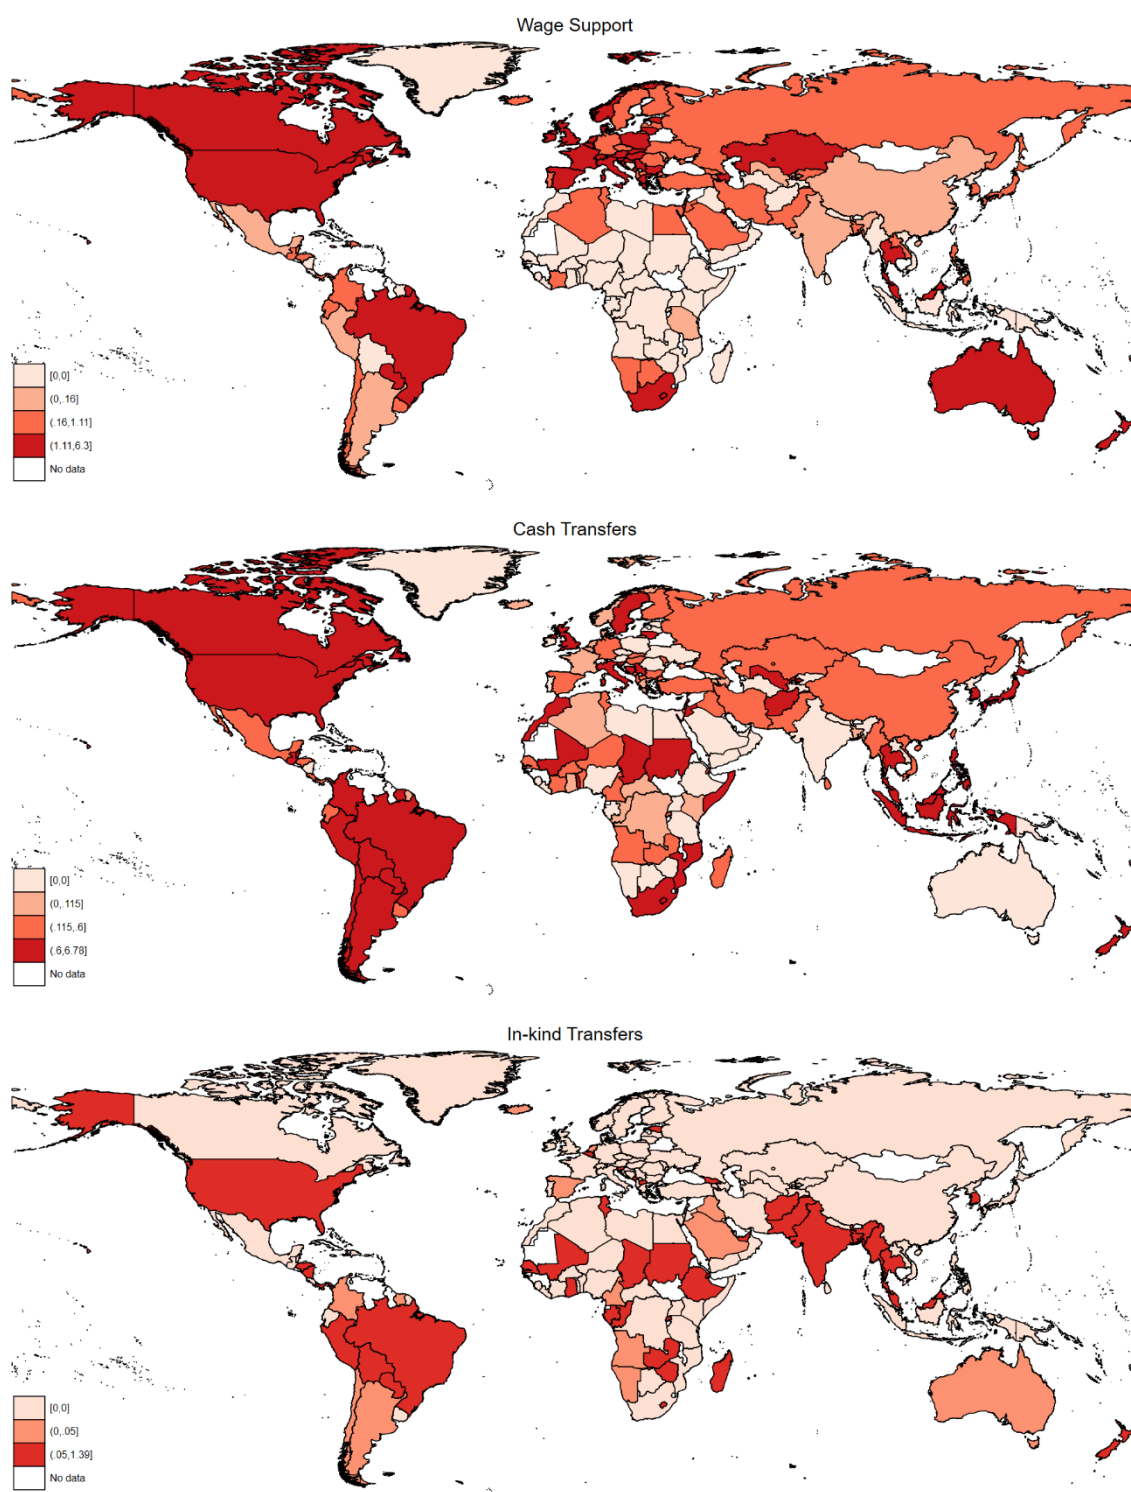 Wage Support
[0,0]
(0,.16]
(.16,1.11]
(1.11,6.3]
No data
Cash Transfers
[0,0]
(0,.115]
(.115,.6]
(.6,6.78]
No data
In-kind Transfers
[0,0]
(0,.05]
(.05,1.39]
No data